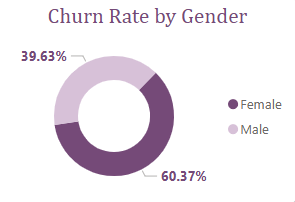 Churn Rate by Gender
39.63%
Female
Male
60.37%